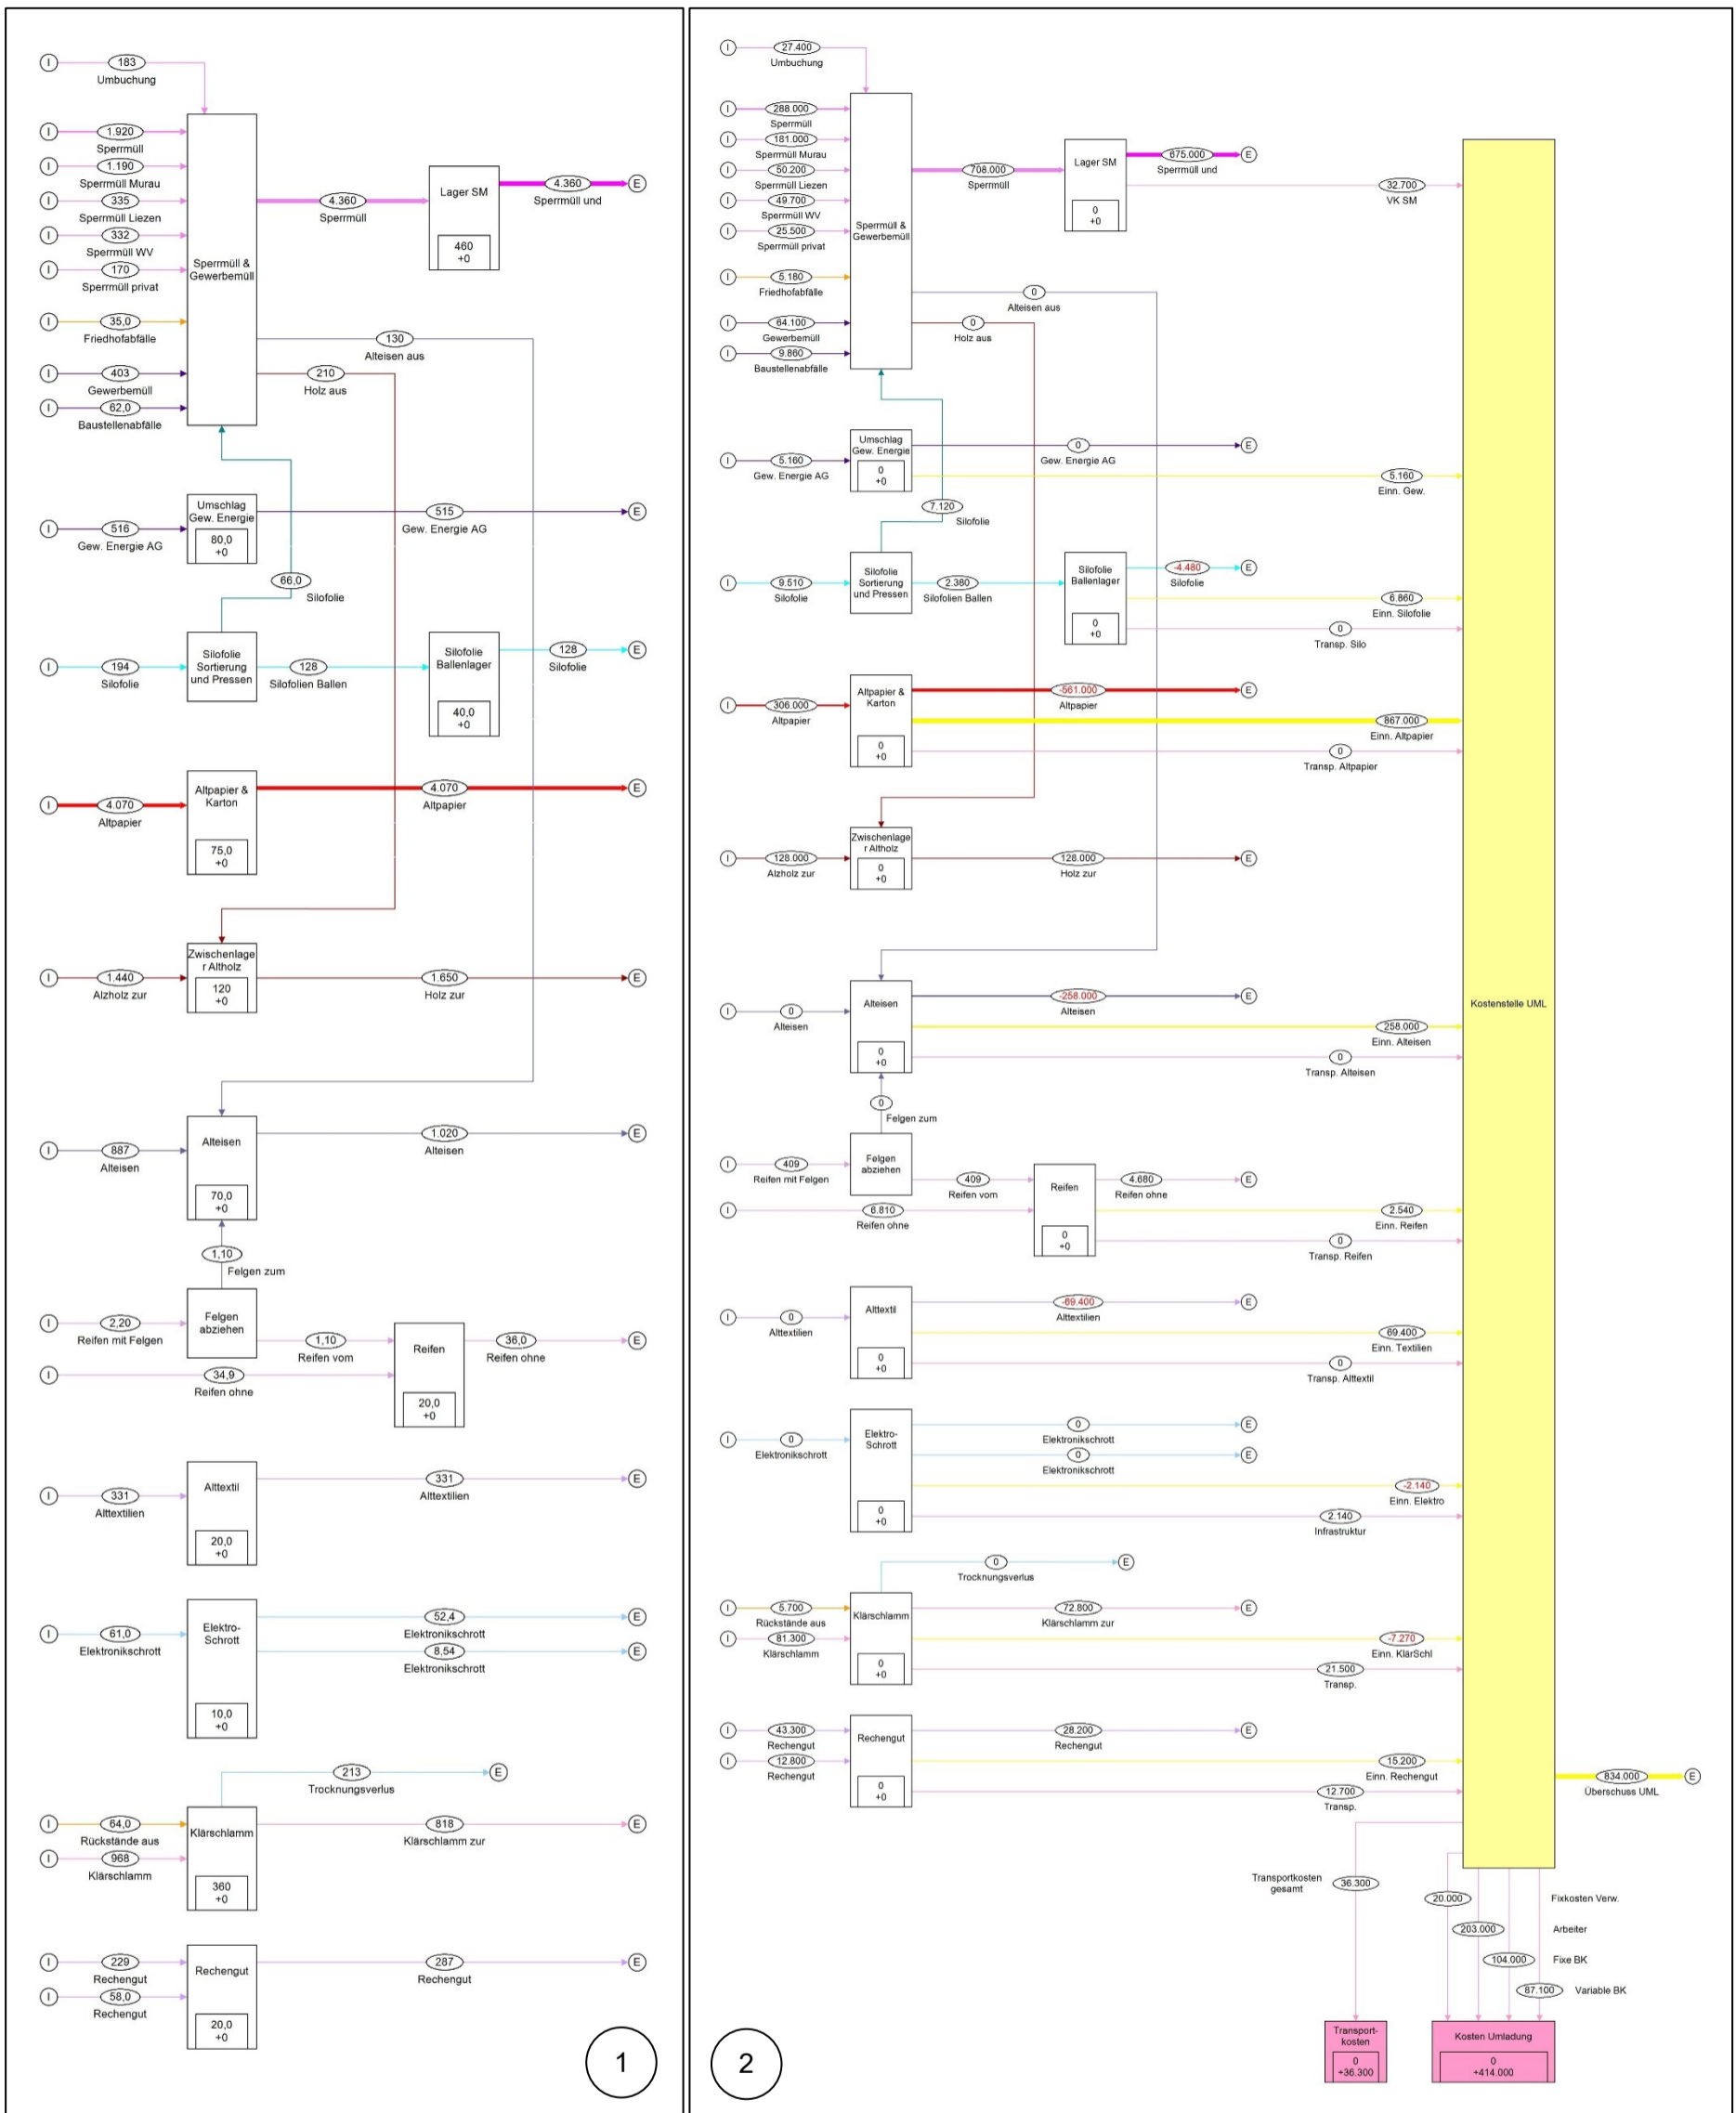 I
183
Umbuchung
I
1.920
Sperrmüll
I
1.190
Sperrmüll Murau
I
335
Sperrmüll Liezen
I
332
Sperrmüll WV
I
170
Sperrmüll privat
I
35,0
Friedhofabfälle
I
403
Gewerbemüll
I
62,0
Baustellenabfälle
Sperrmüll &
Gewerbemüll
4.360
Sperrmüll
Lager SM
460
+0
4.360
E
Sperrmüll und
130
Alteisen aus
210
Holz aus
I
516
Gew. Energie AG
Umschlag
Gew. Energie
80,0
+0
515
E
Gew. Energie AG
66,0
Silofolie
I
194
Silofolie
Silofolie
Sortierung
und Pressen
128
Silofolien Ballen
Silofolie
Ballenlager
40,0
+0
128
E
Silofolie
I
4.070
Altpapier
Altpapier &
Karton
75,0
+0
4.070
E
Altpapier
I
1.440
Alzholz zur
Zwischenlage
r Altholz
120
+0
1.650
E
Holz zur
I
887
Alteisen
Alteisen
70,0
+0
1.020
E
Alteisen
1,10
Felgen zum
I
2,20
Reifen mit Felgen
Felgen
abziehen
1,10
Reifen vom
I
34,9
Reifen ohne
Reifen
20,0
+0
36,0
E
Reifen ohne
I
331
Alttextilien
Alttextil
20,0
+0
331
E
Alttextilien
I
61,0
Elektronikschrott
Elektro-
Schrott
10,0
+0
52,4
E
Elektronikschrott
8,54
E
Elektronikschrott
213
E
Trocknungsverlus
I
64,0
Rückstände aus
I
968
Klärschlamm
Klärschlamm
360
+0
818
E
Klärschlamm zur
I
229
Rechengut
I
58,0
Rechengut
Rechengut
20,0
+0
287
E
Rechengut
1
I
27.400
Umbuchung
I
288.000
Sperrmüll
I
181.000
Sperrmüll Murau
I
50.200
Sperrmüll Liezen
I
49.700
Sperrmüll WV
I
25.500
Sperrmüll privat
I
5.180
Friedhofabfälle
I
64.100
Gewerbemüll
I
9.860
Baustellenabfälle
Sperrmüll &
Gewerbemüll
708.000
Sperrmüll
Lager SM
0
+0
675.000
E
Sperrmüll und
32.700
VK SM
0
Alteisen aus
0
Holz aus
I
5.160
Gew. Energie AG
Umschlag
Gew. Energie
0
+0
0
E
Gew. Energie AG
5.160
Einn. Gew.
7.120
Silofolie
I
9.510
Silofolie
Silofolie
Sortierung
und Pressen
2.380
Silofolien Ballen
Silofolie
Ballenlager
0
+0
-4.480
E
Silofolie
6.860
Einn. Silofolie
0
Transp. Silo
I
306.000
Altpapier
Altpapier &
Karton
0
+0
-561.000
E
Altpapier
867.000
Einn. Altpapier
0
Transp. Altpapier
I
128.000
Alzholz zur
Zwischenlage
r Altholz
0
+0
128.000
E
Holz zur
I
0
Alteisen
Alteisen
0
+0
-258.000
E
Alteisen
258.000
Einn. Alteisen
0
Transp. Alteisen
0
Felgen zum
I
409
Reifen mit Felgen
Felgen
abziehen
409
Reifen vom
I
6.810
Reifen ohne
Reifen
0
+0
4.680
E
Reifen ohne
2.540
Einn. Reifen
0
Transp. Reifen
I
0
Alttextilien
Alttextil
0
+0
-69.400
E
Alttextilien
69.400
Einn. Textilien
0
Transp. Alttextil
I
0
Elektronikschrott
Elektro-
Schrott
0
+0
0
E
Elektronikschrott
0
E
Elektronikschrott
-2.140
Einn. Elektro
2.140
Infrastruktur
0
E
Trocknungsverlus
I
5.700
Rückstände aus
I
81.300
Klärschlamm
Klärschlamm
0
+0
72.800
E
Klärschlamm zur
-7.270
Einn. KlärSchl
21.500
Transp.
I
43.300
Rechengut
I
12.800
Rechengut
Rechengut
0
+0
28.200
E
Rechengut
15.200
Einn. Rechengut
12.700
Transp.
Kostenstelle UML
834.000
E
Überschuss UML
Transportkosten
gesamt
36.300
20.000
Fixkosten Verw.
203.000
Arbeiter
104.000
Fixe BK
87.100
Variable BK
Transport-
kosten
0
+36.300
Kosten Umladung
0
+414.000
2